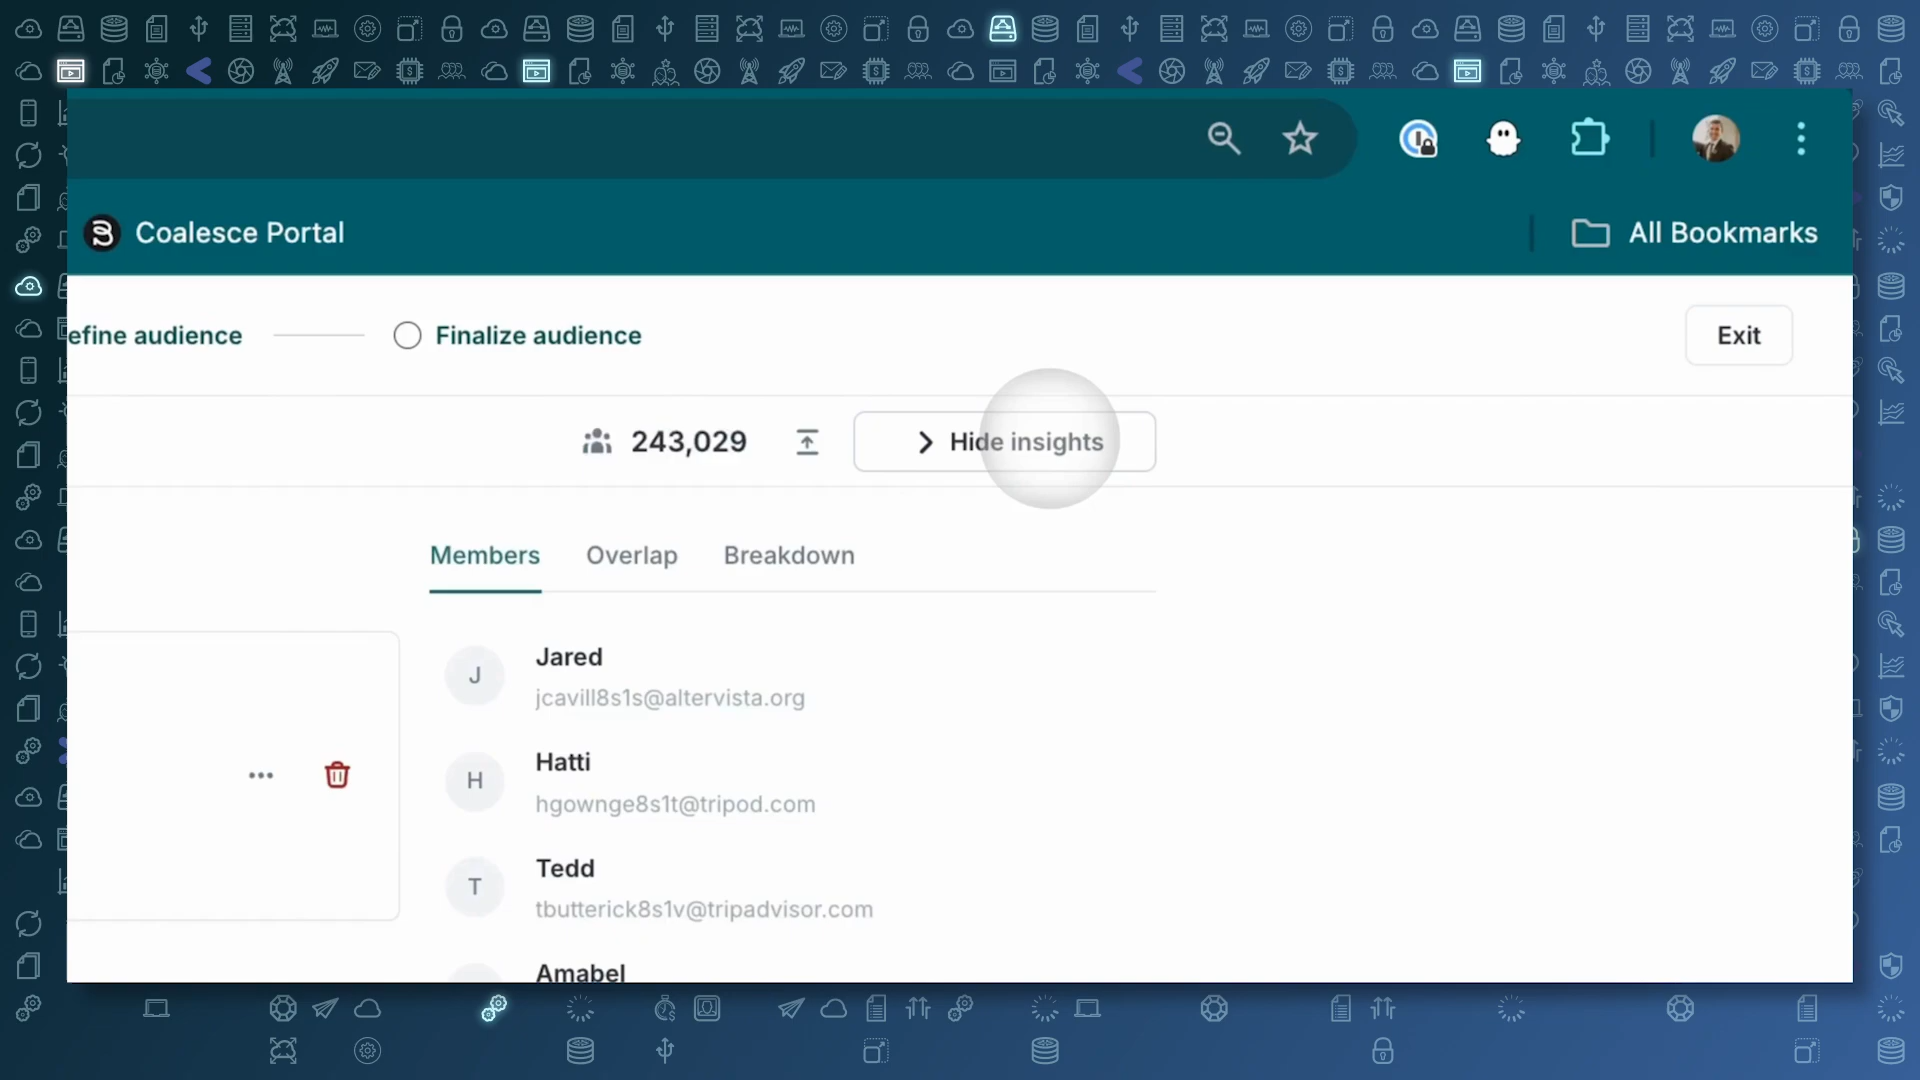 Coalesce Portal
All Bookmarks
efine audience
Finalize audience
Exit
243,029
Hide insights
Members
Overlap
Breakdown
J
Jared
jcavill8s1s@altervista.org
H
Hatti
hgownge8s1t@tripod.com
T
Tedd
tbutterick8s1v@tripadvisor.com
Amabel